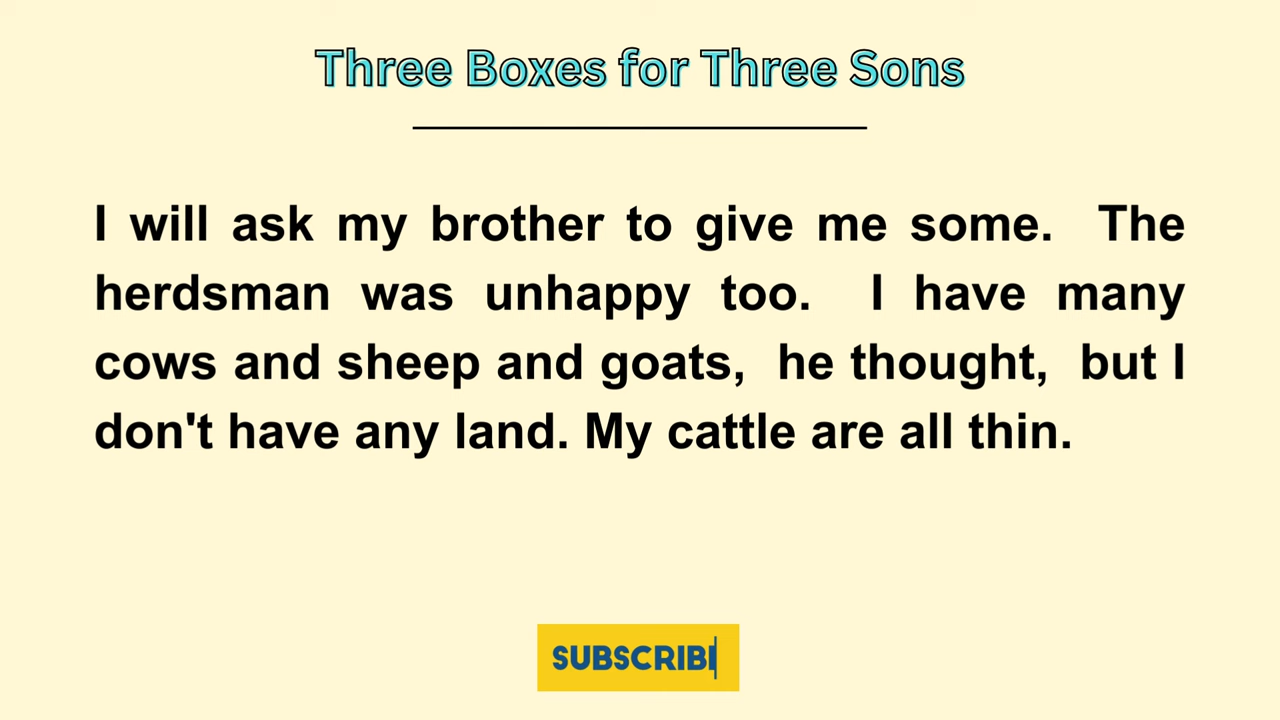 Three Boxes for Three Sons
I will ask my brother to give me some. The
herdsman was unhappy too. I have many
cows and sheep and goats, he thought, but I
don't have any land. My cattle are all thin.
SUBSCRIBI